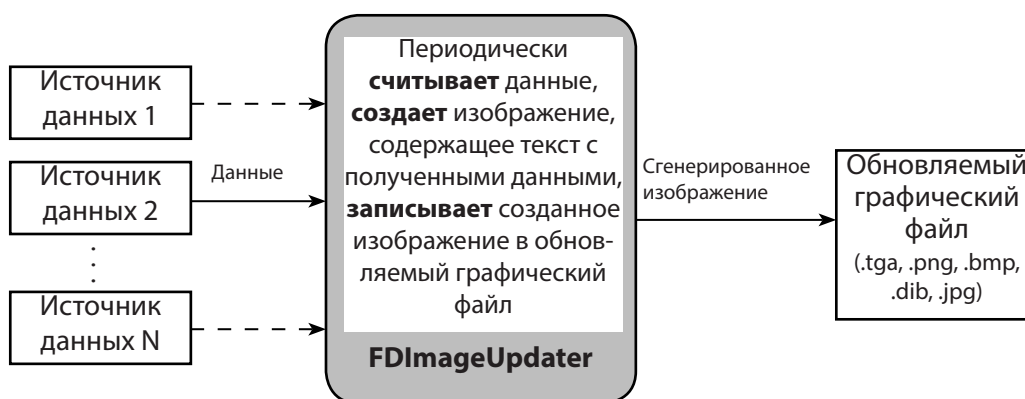 Источник
данных 1
Источник
данных 2
.
.
.
Источник
данных N
Данные
Периодически
считывает данные,
создает изображение,
содержащее текст с
полученными данными,
записывает созданное
изображение в обнов-
ляемый графический
файл
FDImageUpdater
Сгенерированное
изображение
Обновляемый
графический
файл
(.tga, .png, .bmp,
.dib, .jpg)